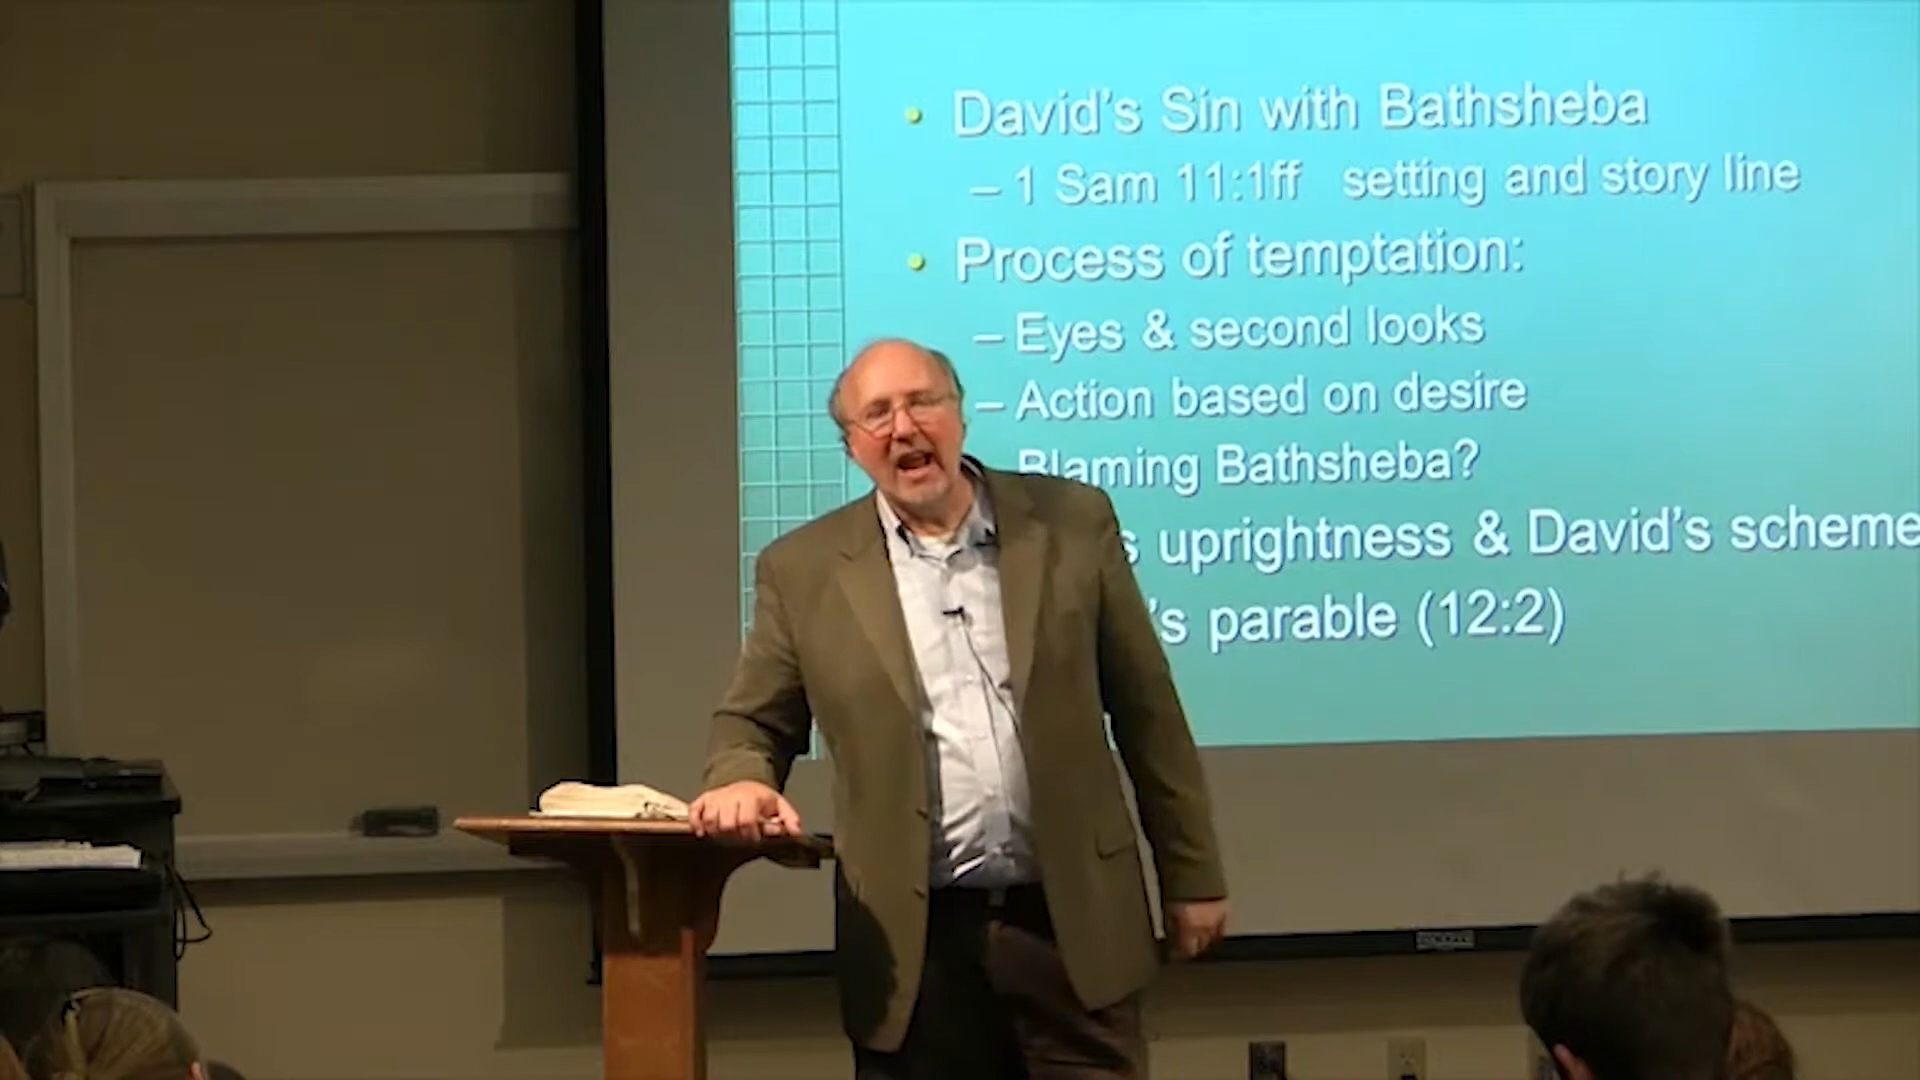 • David's Sin with Bathsheba
– 1 Sam 11:1ff setting and story line
• Process of temptation:
– Eyes & second looks
– Action based on desire
Blaming Bathsheba?
s uprightness & David's scheme
's parable (12:2)